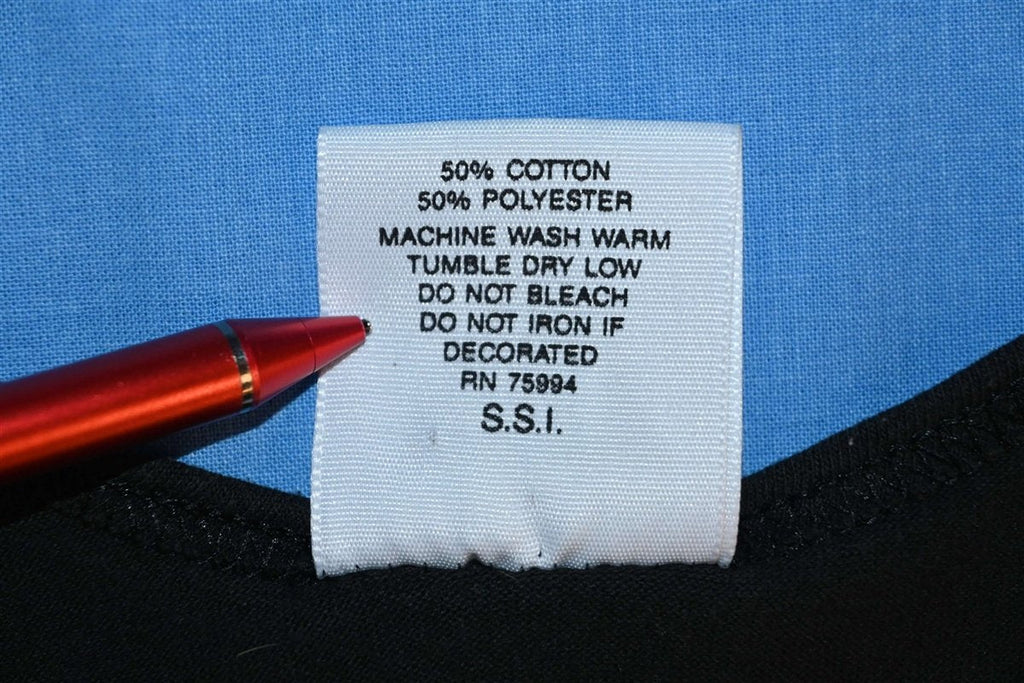 50% COTTON
50% POLYESTER
MACHINE WASH WARM
TUMBLE DRY LOW
DO NOT BLEACH
DO NOT IRON IF
DECORATED
RN 75994
S.S.I.